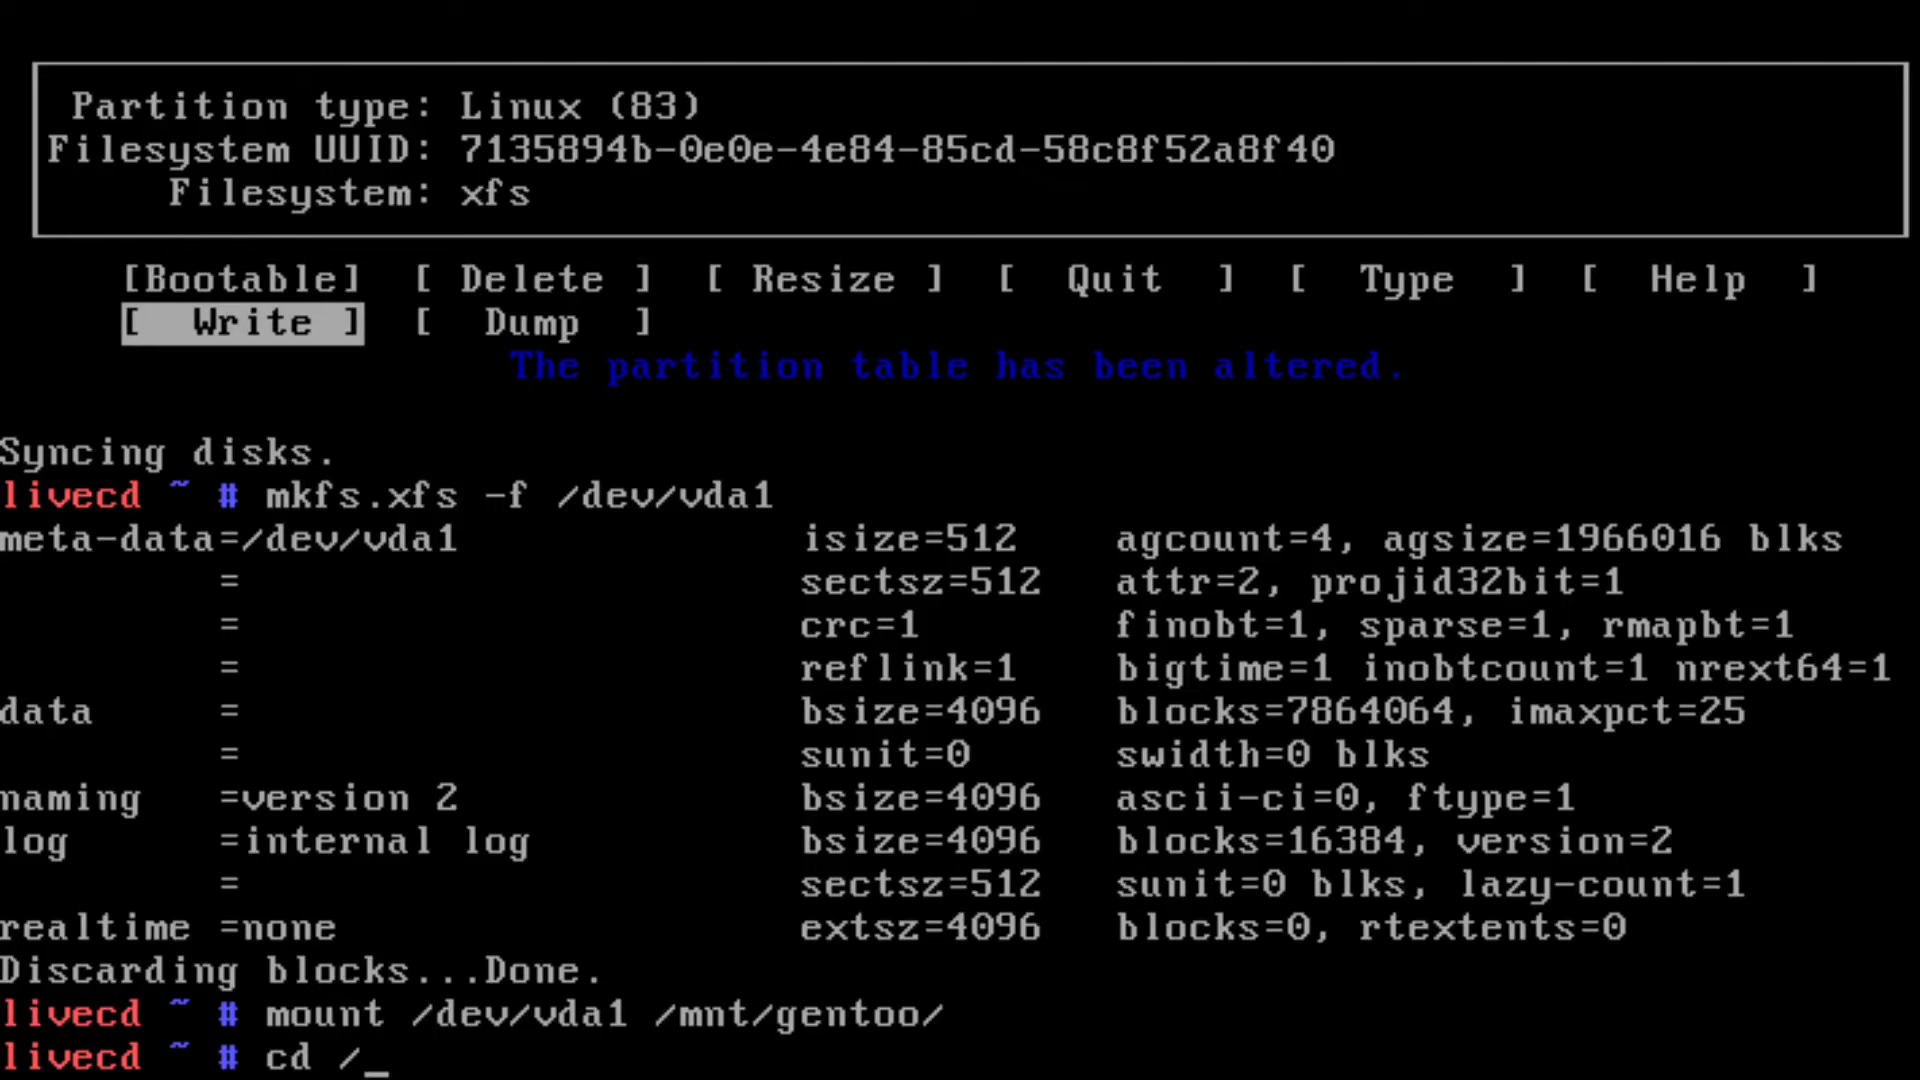 Partition type: Linux (83)
Filesystem UUID: 7135894b-0e0e-4e84-85cd-58c8f52a8f40
Filesystem: xfs
[Bootable] [ Delete ] [ Resize ] [ Quit ] [ Type ] [ Help ]
[ Write ] [ Dump ]
The partition table has been altered.
Syncing disks.
livecd ~ # mkfs.xfs -f /dev/vda1
meta-data=/dev/vda1 isize=512 agcount=4, agsize=1966016 blks
= sectsz=512 attr=2, projid32bit=1
= crc=1 finobt=1, sparse=1, rmapbt=1
= reflink=1 bigtime=1 inobtcount=1 nrext64=1
data = bsize=4096 blocks=7864064, imaxpct=25
= sunit=0 swidth=0 blks
naming =version 2 bsize=4096 ascii-ci=0, ftype=1
log =internal log bsize=4096 blocks=16384, version=2
= sectsz=512 sunit=0 blks, lazy-count=1
realtime =none extsz=4096 blocks=0, rtextents=0
Discarding blocks...Done.
livecd ~ # mount /dev/vda1 /mnt/gentoo/
livecd ~ # cd /_